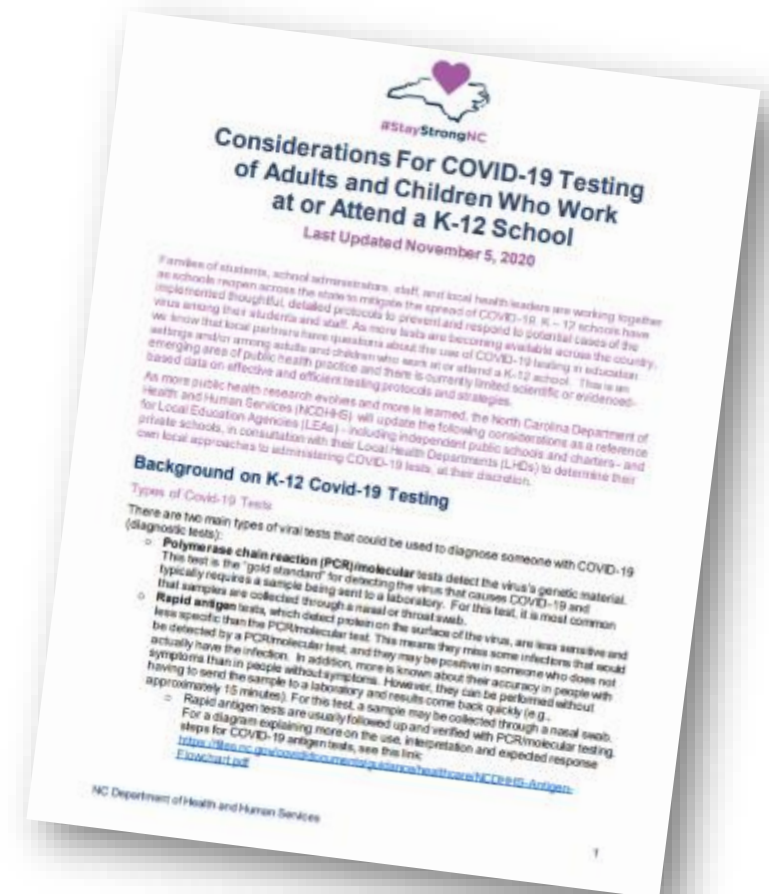 #StayStrongNC
Considerations For COVID-19 Testing
of Adults and Children Who Work
at or Attend a K-12 School
Last Updated November 5, 2020
Families of students, school administrators, staff, and local health leaders are working together
as schools reopen across the state to mitigate the spread of COVID-19. K – 12 schools have
implemented thoughtful, detailed protocols to prevent and respond to potential cases of the
virus among their students and staff. As more tests are becoming available across the country,
we know that local partners have questions about the use of COVID-19 testing in education
settings and/or among adults and children who work at or attend a K-12 school. This is an
emerging area of public health practice and there is currently limited scientific or evidenced-
based data on effective and efficient testing protocols and strategies.
As more public health research evolves and more is learned, the North Carolina Department of
Health and Human Services (NCDHHS) will update the following considerations as a reference
for Local Education Agencies (LEAs) - including independent public schools and charters - and
private schools, in consultation with their Local Health Departments (LHDs) to determine their
own local approaches to administering COVID-19 tests, at their discretion.
Background on K-12 Covid-19 Testing
Types of Covid-19 Tests
There are two main types of viral tests that could be used to diagnose someone with COVID-19
(diagnostic tests):
○ Polymerase chain reaction (PCR)/molecular tests detect the virus's genetic material.
This test is the "gold standard" for detecting the virus that causes COVID-19 and
typically requires a sample being sent to a laboratory. For this test, it is most common
that samples are collected through a nasal or throat swab.
○ Rapid antigen tests, which detect protein on the surface of the virus, are less sensitive and
less specific than the PCR/molecular test. This means they miss some infections that would
be detected by a PCR/molecular test, and they may be positive in someone who does not
actually have the infection. In addition, more is known about their accuracy in people with
symptoms than in people without symptoms. However, they can be performed without
having to send the sample to a laboratory and results come back quickly (e.g.,
approximately 15 minutes). For this test, a sample may be collected through a nasal swab.
○ Rapid antigen tests are usually followed up and verified with PCR/molecular testing.
For a diagram explaining more on the use, interpretation and expected response
steps for COVID-19 antigen tests, see this link:
https://files.nc.gov/covid/documents/guidance/healthcare/NCDHHS-Antigen-
Flowchart.pdf
NC Department of Health and Human Services
1